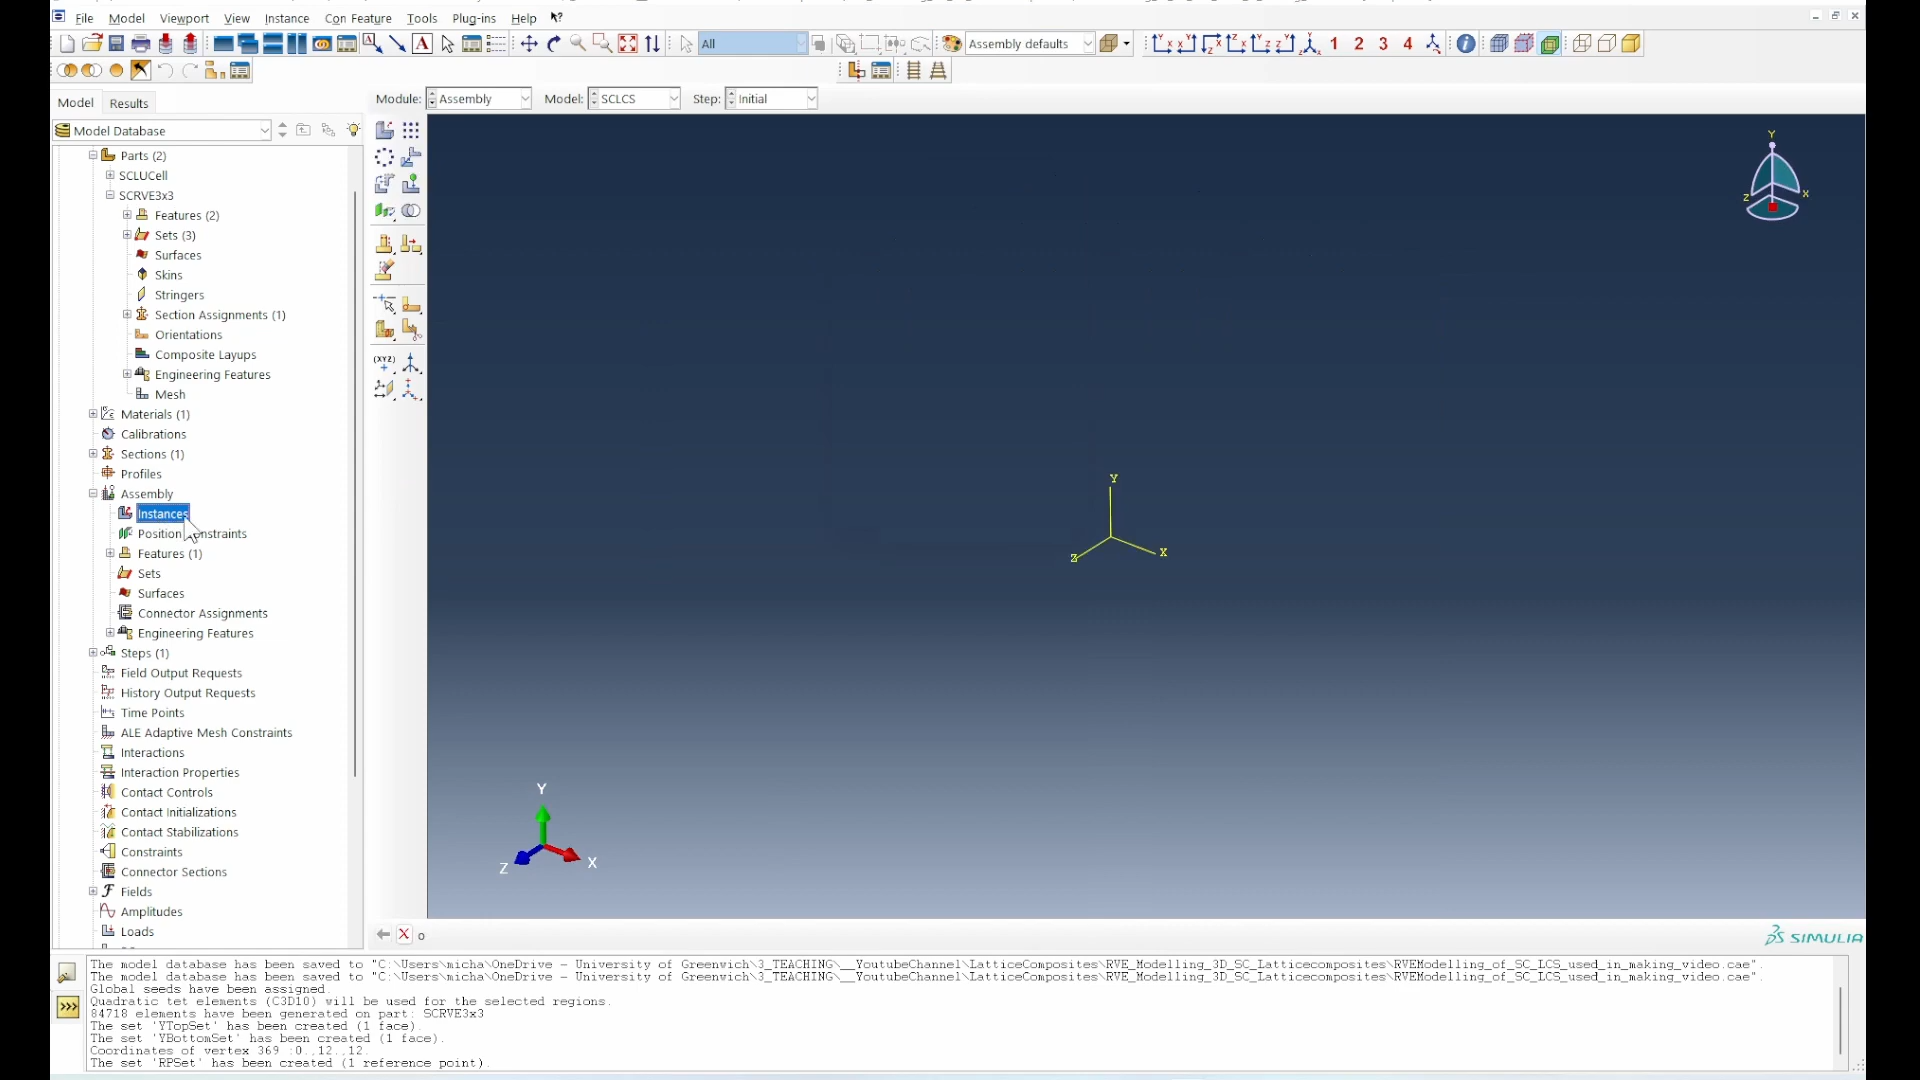 File Model Viewport View Instance Con Feature Tools Plug-ins Help
All Assembly defaults 1 2 3 4
Model Results Module: Assembly Model: SCLCS Step: Initial
Model Database
Parts (2)
SCLUCell
SCRVE3x3
Features (2)
Sets (3)
Surfaces
Skins
Stringers
Section Assignments (1)
Orientations
Composite Layups
Engineering Features
Mesh
Materials (1)
Calibrations
Sections (1)
Profiles
Assembly
Instances
Position onstraints
Features (1)
Sets
Surfaces
Connector Assignments
Engineering Features
Steps (1)
Field Output Requests
History Output Requests
Time Points
ALE Adaptive Mesh Constraints
Interactions
Interaction Properties
Contact Controls
Contact Initializations
Contact Stabilizations
Constraints
Connector Sections
Fields
Amplitudes
Loads
(XYZ)
Y
Z X
Y
Z X
Y
Z X
SIMULIA
The model database has been saved to "C:\Users\micha\OneDrive - University of Greenwich\3_TEACHING\__YoutubeChannel\LatticeComposites\RVE_Modelling_3D_SC_Latticecomposites\RVEModelling_of_SC_LCS_used_in_making_video.cae".
The model database has been saved to "C:\Users\micha\OneDrive - University of Greenwich\3_TEACHING\__YoutubeChannel\LatticeComposites\RVE_Modelling_3D_SC_Latticecomposites\RVEModelling_of_SC_LCS_used_in_making_video.cae".
Global seeds have been assigned.
Quadratic tet elements (C3D10) will be used for the selected regions.
84718 elements have been generated on part: SCRVE3x3
The set 'YTopSet' has been created (1 face).
The set 'YBottomSet' has been created (1 face).
Coordinates of vertex 369 :0.,12.,12.
The set 'RPSet' has been created (1 reference point).